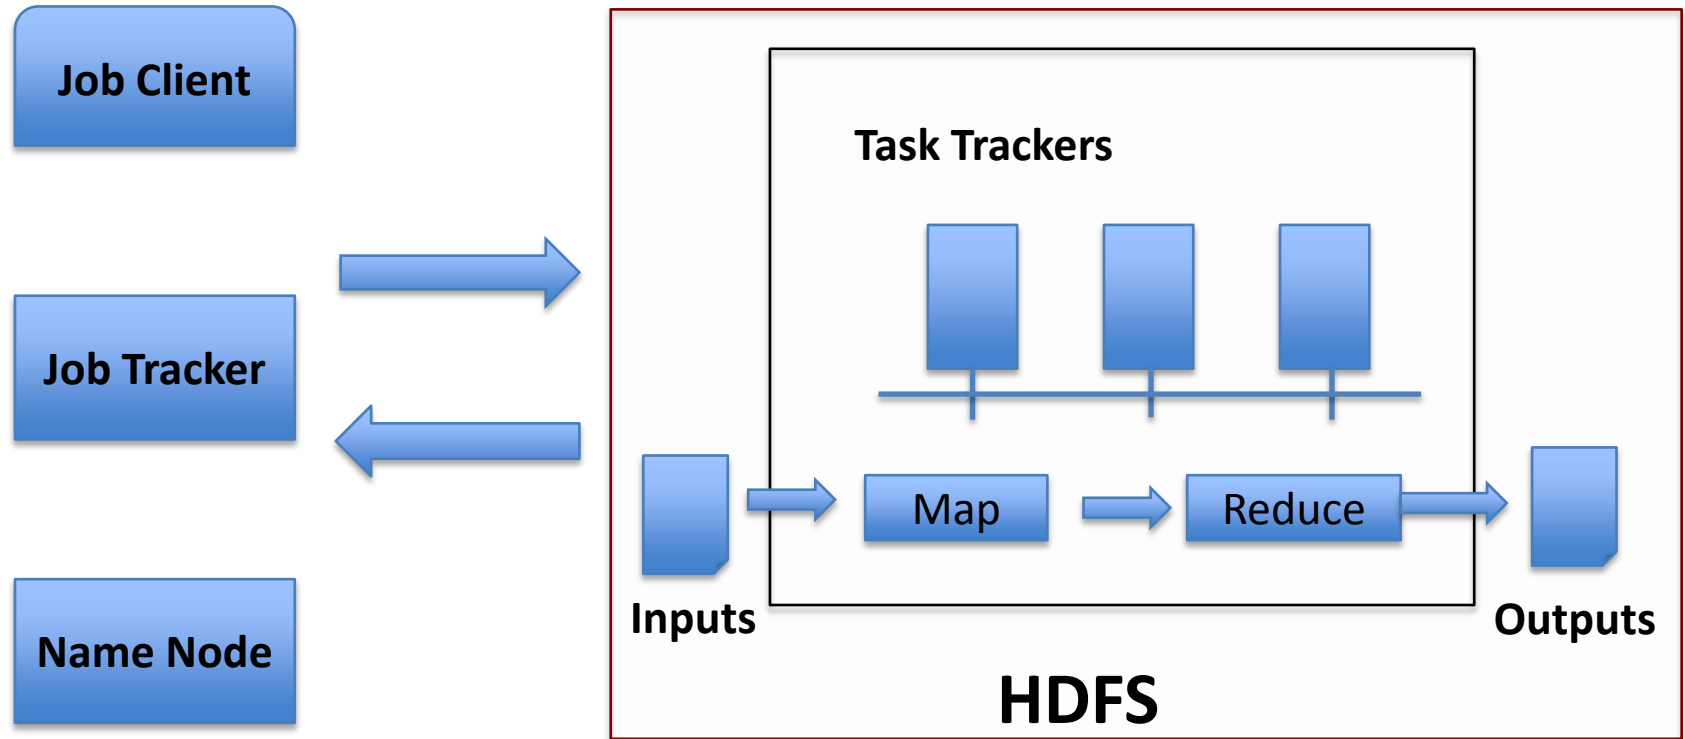 Job Client
Task Trackers
Job Tracker
Map
Reduce
Inputs
Outputs
Name Node
HDFS